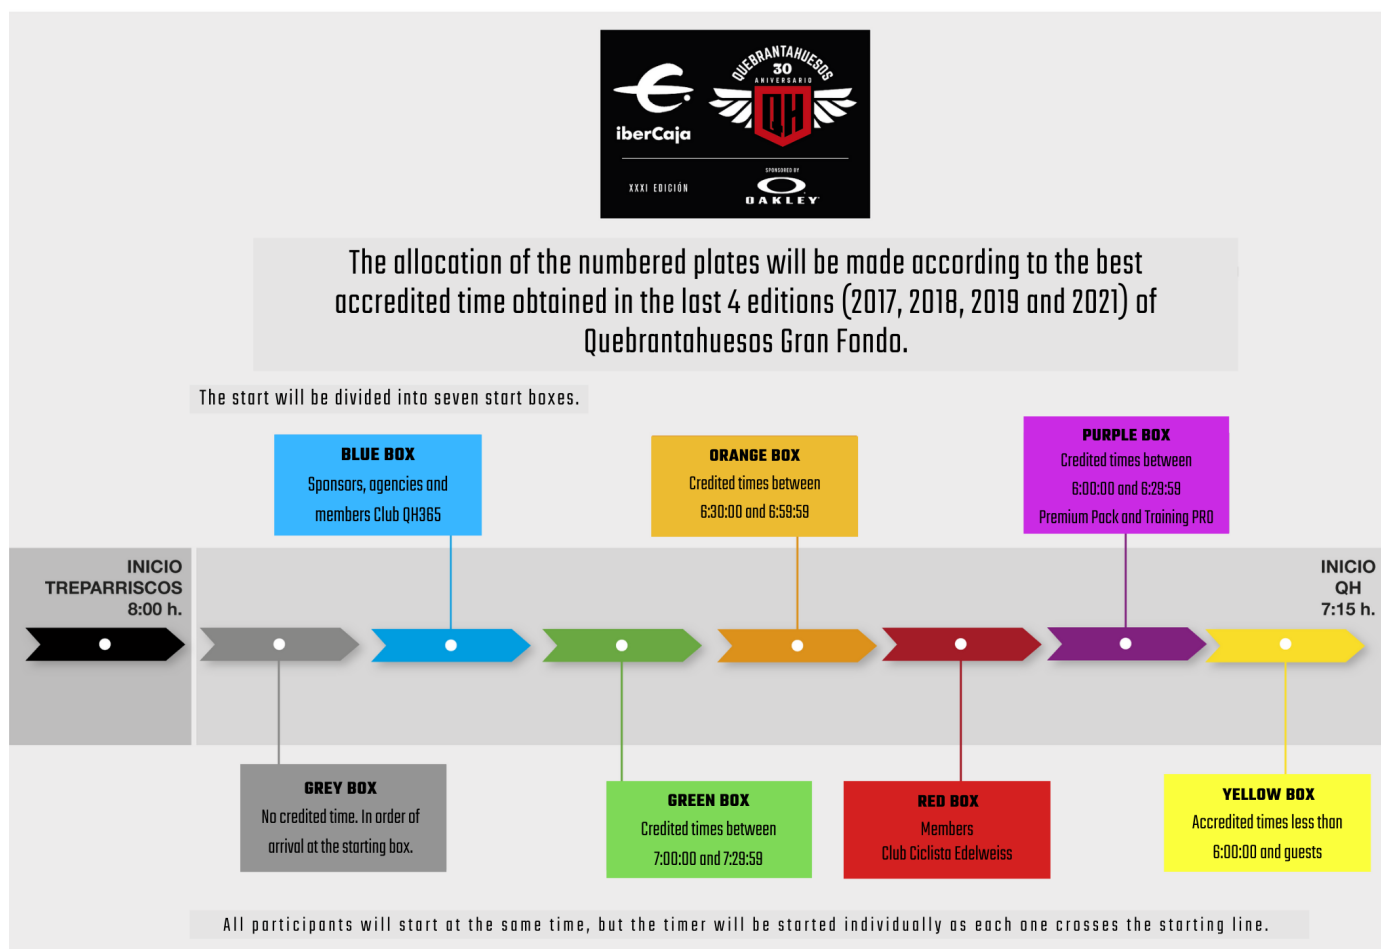 QUEBRANTAHUESOS
30
ANIVERSARIO
QH
iberCaja
XXXI EDICIÓN
SPONSORED BY
OAKLEY
The allocation of the numbered plates will be made according to the best
accredited time obtained in the last 4 editions (2017, 2018, 2019 and 2021) of
Quebrantahuesos Gran Fondo.
The start will be divided into seven start boxes.
BLUE BOX
Sponsors, agencies and
members Club QH365
ORANGE BOX
Credited times between
6:30:00 and 6:59:59
PURPLE BOX
Credited times between
6:00:00 and 6:29:59
Premium Pack and Training PRO
INICIO
TREPARRISCOS
8:00 h.
INICIO
QH
7:15 h.
GREY BOX
No credited time. In order of
arrival at the starting box.
GREEN BOX
Credited times between
7:00:00 and 7:29:59
RED BOX
Members
Club Ciclista Edelweiss
YELLOW BOX
Accredited times less than
6:00:00 and guests
All participants will start at the same time, but the timer will be started individually as each one crosses the starting line.